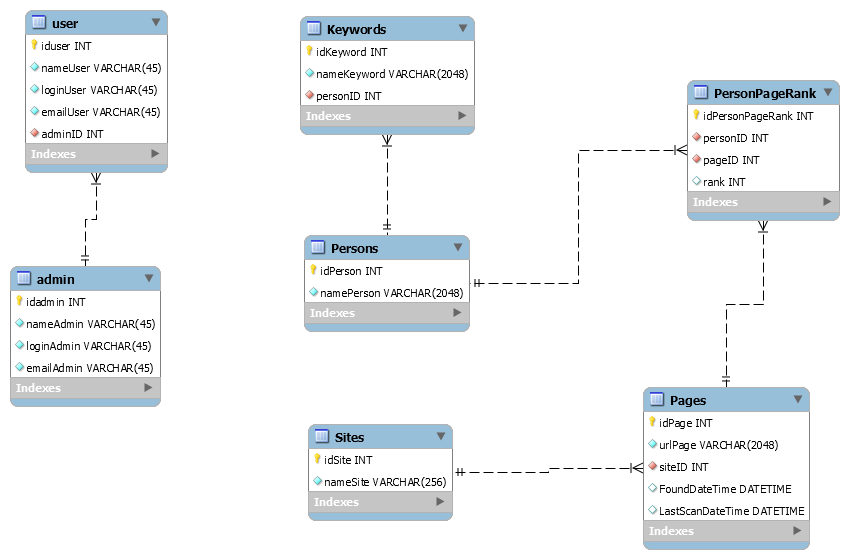 user
iduser INT
nameUser VARCHAR(45)
loginUser VARCHAR(45)
emailUser VARCHAR(45)
adminID INT
Indexes
admin
idadmin INT
nameAdmin VARCHAR(45)
loginAdmin VARCHAR(45)
emailAdmin VARCHAR(45)
Indexes
Keywords
idKeyword INT
nameKeyword VARCHAR(2048)
personID INT
Indexes
Persons
idPerson INT
namePerson VARCHAR(2048)
Indexes
Sites
idSite INT
nameSite VARCHAR(256)
Indexes
PersonPageRank
idPersonPageRank INT
personID INT
pageID INT
rank INT
Indexes
Pages
idPage INT
urlPage VARCHAR(2048)
siteID INT
FoundDateTime DATETIME
LastScanDateTime DATETIME
Indexes